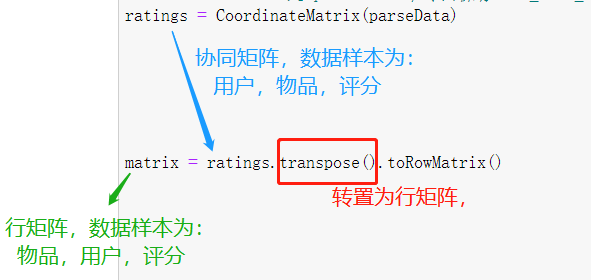 ratings = CoordinateMatrix(parseData)
协同矩阵，数据样本为：
用户，物品，评分
matrix = ratings.transpose().toRowMatrix()
转置为行矩阵，
行矩阵，数据样本为：
物品，用户，评分